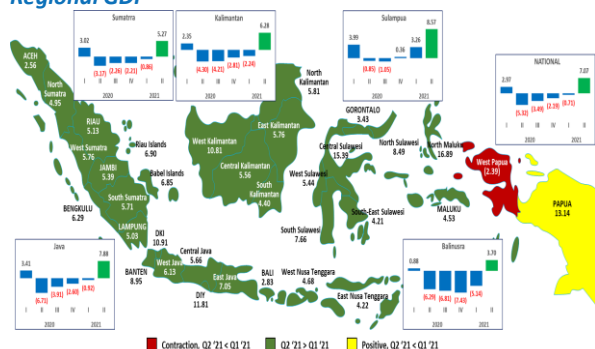 Regional GDP
Sumatrra
3.02
(3.17)
(2.26)
(2.21)
(0.86)
5.27
I II III IV I II
2020 2021
Kalimantan
2.35
(4.30)
(4.21)
(2.81)
(2.24)
6.28
I II III IV I II
2020 2021
Sulampua
3.99
(0.85)
(1.05)
0.36
3.26
8.57
I II III IV I II
2020 2021
NATIONAL
2.97
(5.32)
(3.49)
(2.19)
(0.71)
7.07
I II III IV I II
2020 2021
ACEH
2.56
North
Sumatra
4.95
RIAU
5.13
West Sumatra
5.76
JAMBI
5.39
Riau Islands
6.90
Babel Islands
6.85
South Sumatra
5.71
BENGKULU
6.29
LAMPUNG
5.03
North
Kalimantan
5.81
East Kalimantan
5.76
West Kalimantan
10.81
Central Kalimantan
5.56
South
Kalimantan
4.40
GORONTALO
3.43
Central Sulawesi
15.39
North Sulawesi
8.49
North Maluku
16.89
West Sulawesi
5.44
South-East Sulawesi
4.21
South Sulawesi
7.66
MALUKU
4.53
West Papua
(2.39)
PAPUA
13.14
DKI
10.91
BANTEN
8.95
West Java
6.13
Central Java
5.66
DIY
11.81
East Java
7.05
BALI
2.83
West Nusa Tenggara
4.68
East Nusa Tenggara
4.22
Java
3.41
(6.71)
(3.91)
(2.60)
(0.92)
7.88
I II III IV I II
2020 2021
Balinusra
0.88
(6.29)
(6.81)
(7.43)
(5.14)
3.70
I II III IV I II
2020 2021
Contraction, Q2 '21 < Q1 '21
Q2 '21 > Q1 '21
Positive, Q2 '21 < Q1 '21